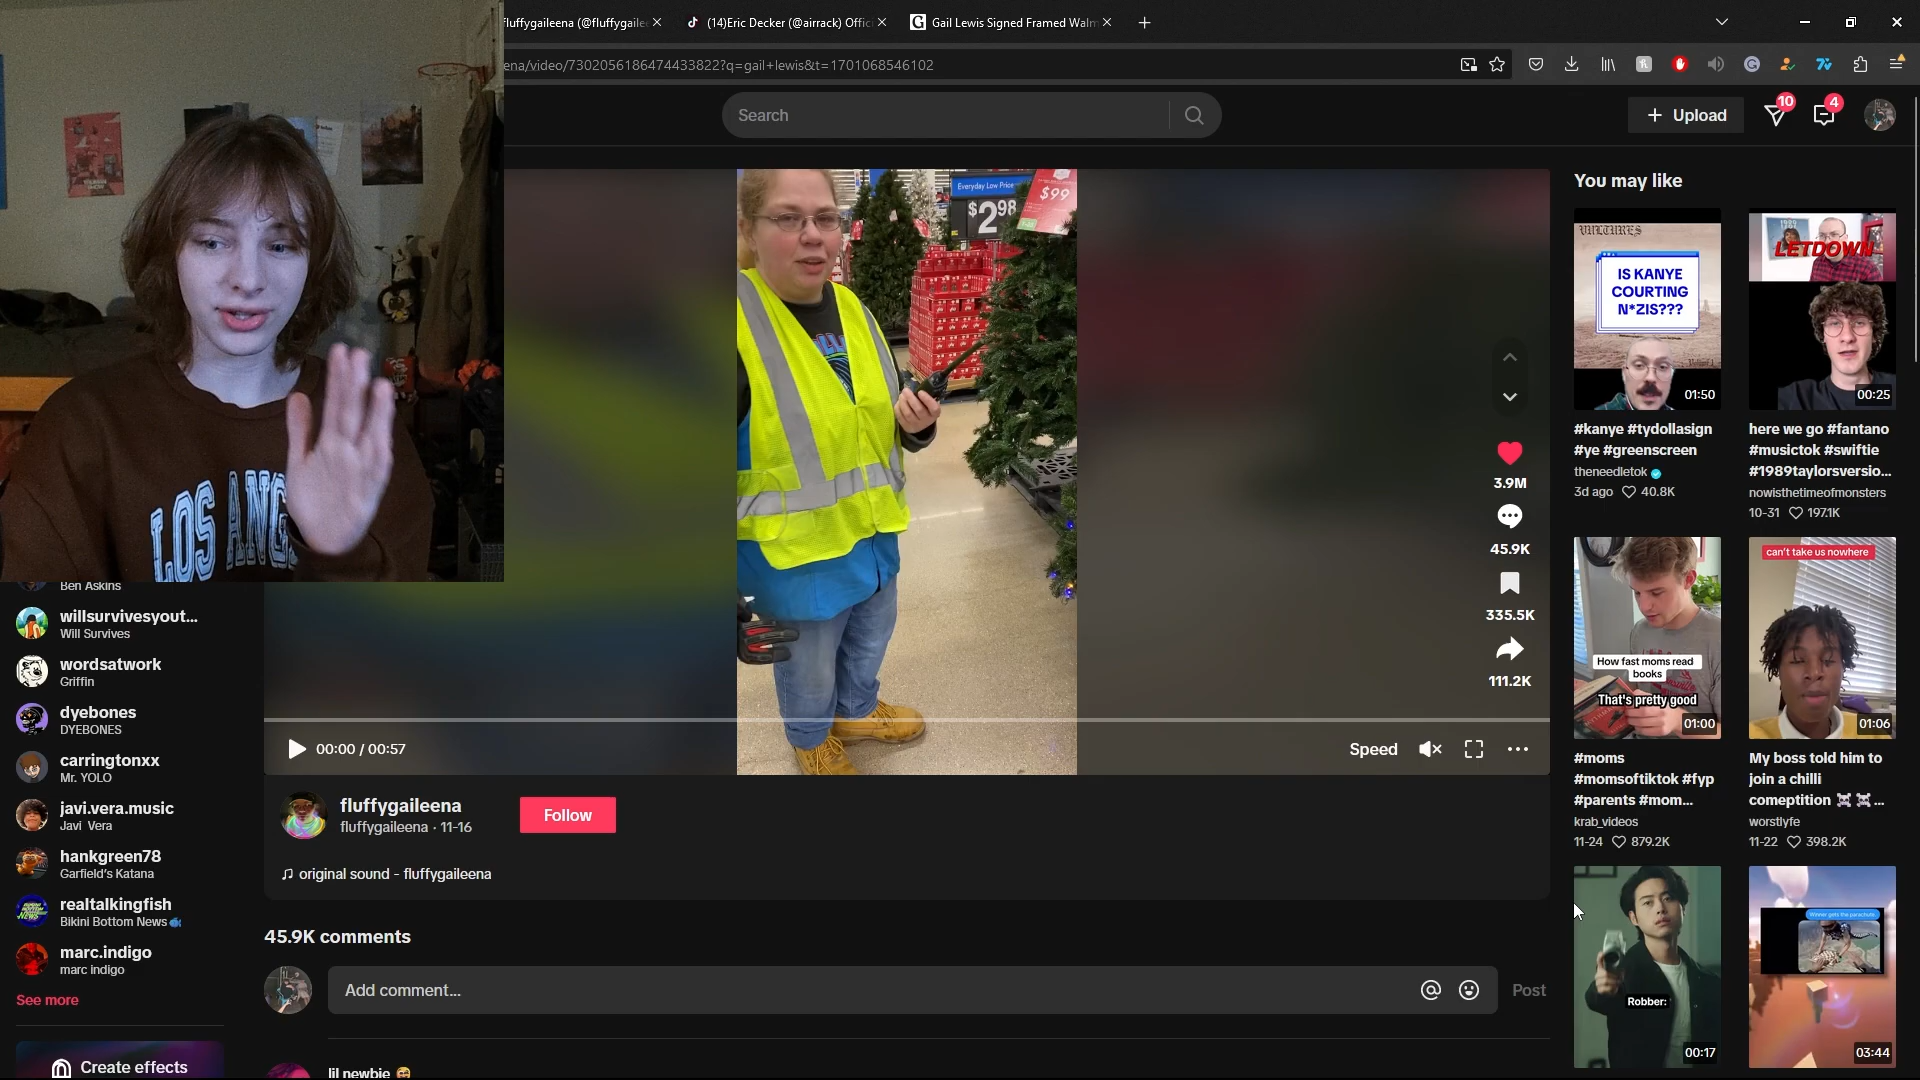 fluffygaileena (@fluffygaile
(14)Eric Decker (@airrack) Offic
Gail Lewis Signed Framed Walm
ena/video/7302056186474433822?q=gail+lewis&t=1701068546102
Search
Upload
10
4
LOS ANG
Everyday Low Price
$2.98
$99
3.9M
45.9K
335.5K
111.2K
00:00 / 00:57
Speed
fluffygaileena
fluffygaileena · 11-16
Follow
original sound - fluffygaileena
45.9K comments
Add comment...
Post
lil newbie
Ben Askins
willsurvivesyout...
Will Survives
wordsatwork
Griffin
dyebones
DYEBONES
carringtonxx
Mr. YOLO
javi.vera.music
Javi Vera
hankgreen78
Garfield's Katana
realtalkingfish
Bikini Bottom News
marc.indigo
marc indigo
See more
Create effects
You may like
VULTURES
IS KANYE
COURTING
N*ZIS???
01:50
#kanye #tydollasign
#ye #greenscreen
theneedletok
3d ago 40.8K
LETDOWN
00:25
here we go #fantano
#musictok #swiftie
#1989taylorsversio...
nowisthetimeofmonsters
10-31 197.1K
How fast moms read
books
That's pretty good
01:00
#moms
#momsoftiktok #fyp
#parents #mom...
krab_videos
11-24 879.2K
can't take us nowhere
01:06
My boss told him to
join a chilli
comeptition ...
worstlyfe
11-22 398.2K
Robber:
00:17
Winner gets the parachute
03:44